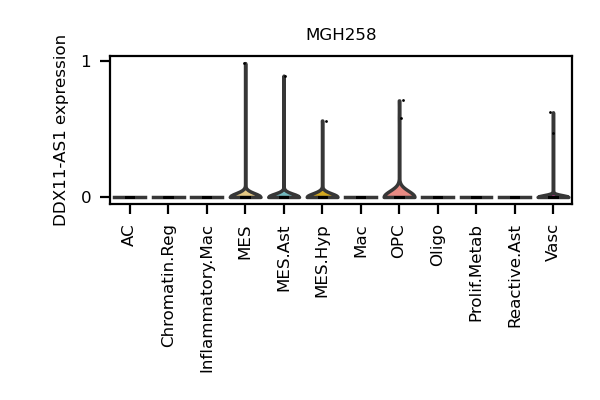 MGH258
DDX11-AS1 expression
1
0
AC
Chromatin.Reg
Inflammatory.Mac
MES
MES.Ast
MES.Hyp
Mac
OPC
Oligo
Prolif.Metab
Reactive.Ast
Vasc